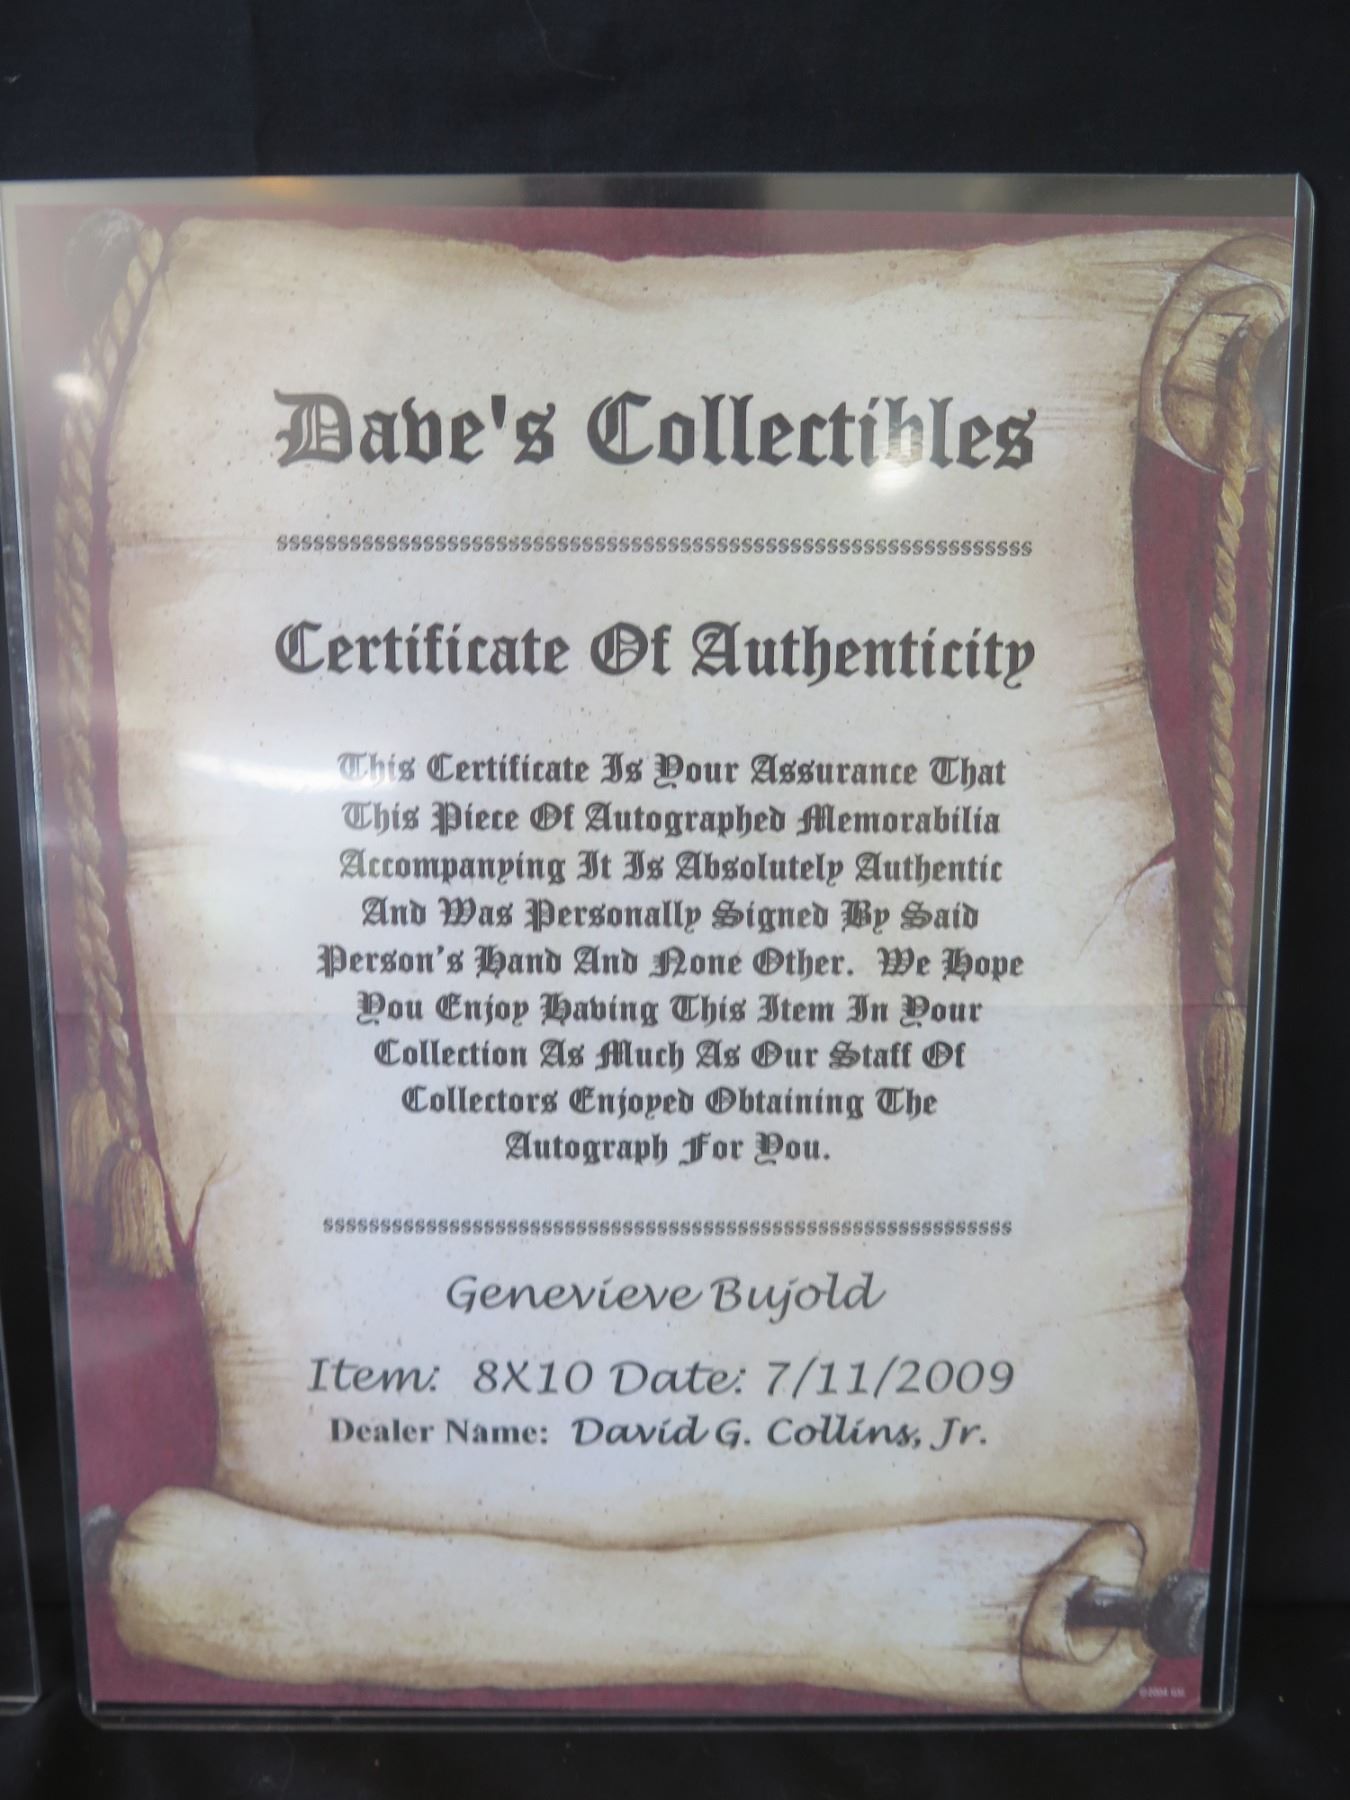 Dave's Collectibles
§§§§§§§§§§§§§§§§§§§§§§§§§§§§§§§§§§§§§§§§§§§§§§§§§§§§§§§§§§§§§§
Certificate Of Authenticity
This Certificate Is Your Assurance That
This Piece Of Autographed Memorabilia
Accompanying It Is Absolutely Authentic
And Was Personally Signed By Said
Person's Hand And None Other. We Hope
You Enjoy Having This Item In Your
Collection As Much As Our Staff Of
Collectors Enjoyed Obtaining The
Autograph For You.
§§§§§§§§§§§§§§§§§§§§§§§§§§§§§§§§§§§§§§§§§§§§§§§§§§§§§§§§§§§§
Genevieve Bujold
Item: 8X10 Date: 7/11/2009
Dealer Name: David G. Collins, Jr.
©2004